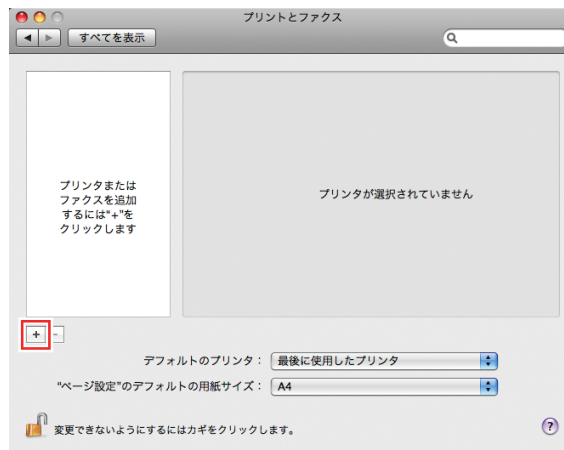 プリントとファクス
すべてを表示
プリンタまたは
ファクスを追加
するには“+”を
クリックします
プリンタが選択されていません
+ -
デフォルトのプリンタ： 最後に使用したプリンタ
“ページ設定”のデフォルトの用紙サイズ： A4
変更できないようにするにはカギをクリックします。
?